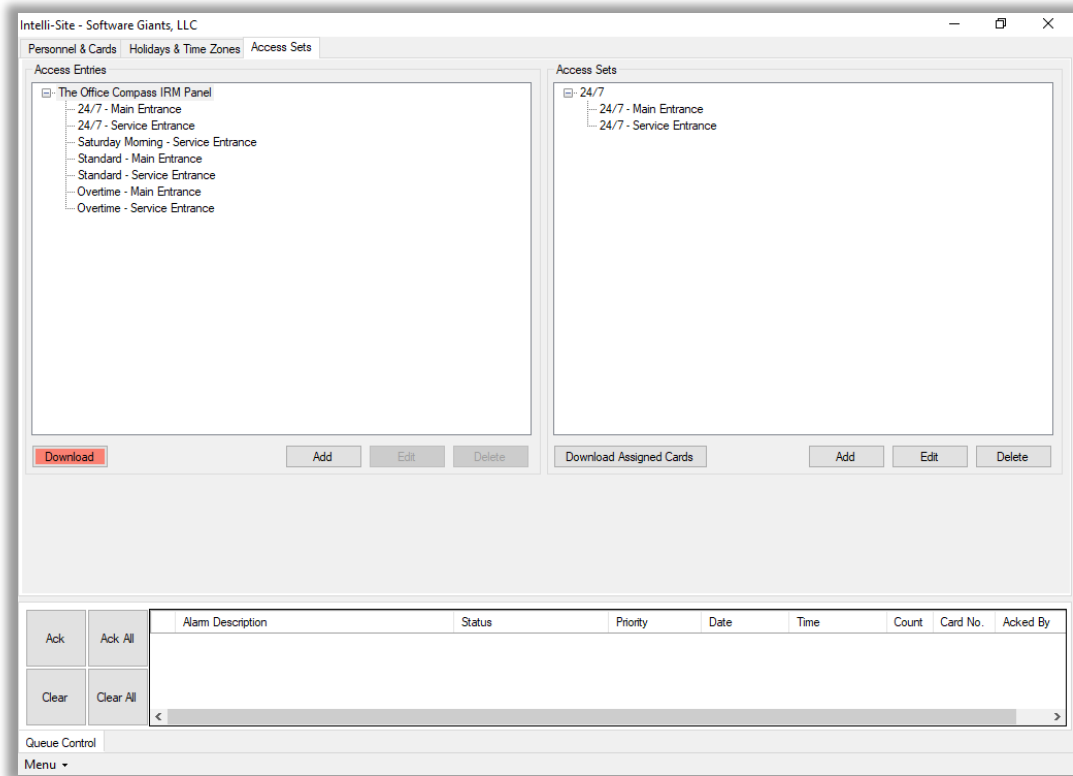 Intelli-Site - Software Giants, LLC
Personnel & Cards Holidays & Time Zones Access Sets
Access Entries
The Office Compass IRM Panel
24/7 - Main Entrance
24/7 - Service Entrance
Saturday Morning - Service Entrance
Standard - Main Entrance
Standard - Service Entrance
Overtime - Main Entrance
Overtime - Service Entrance
Download Add Edit Delete
Access Sets
24/7
24/7 - Main Entrance
24/7 - Service Entrance
Download Assigned Cards Add Edit Delete
Ack Ack All
Clear Clear All
Alarm Description Status Priority Date Time Count Card No. Acked By
Queue Control
Menu